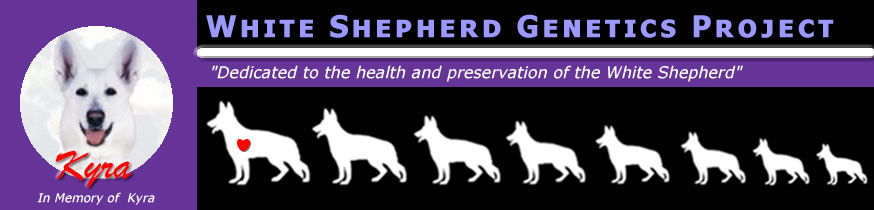 White Shepherd Genetics Project
"Dedicated to the health and preservation of the White Shepherd"
Kyra
In Memory of Kyra